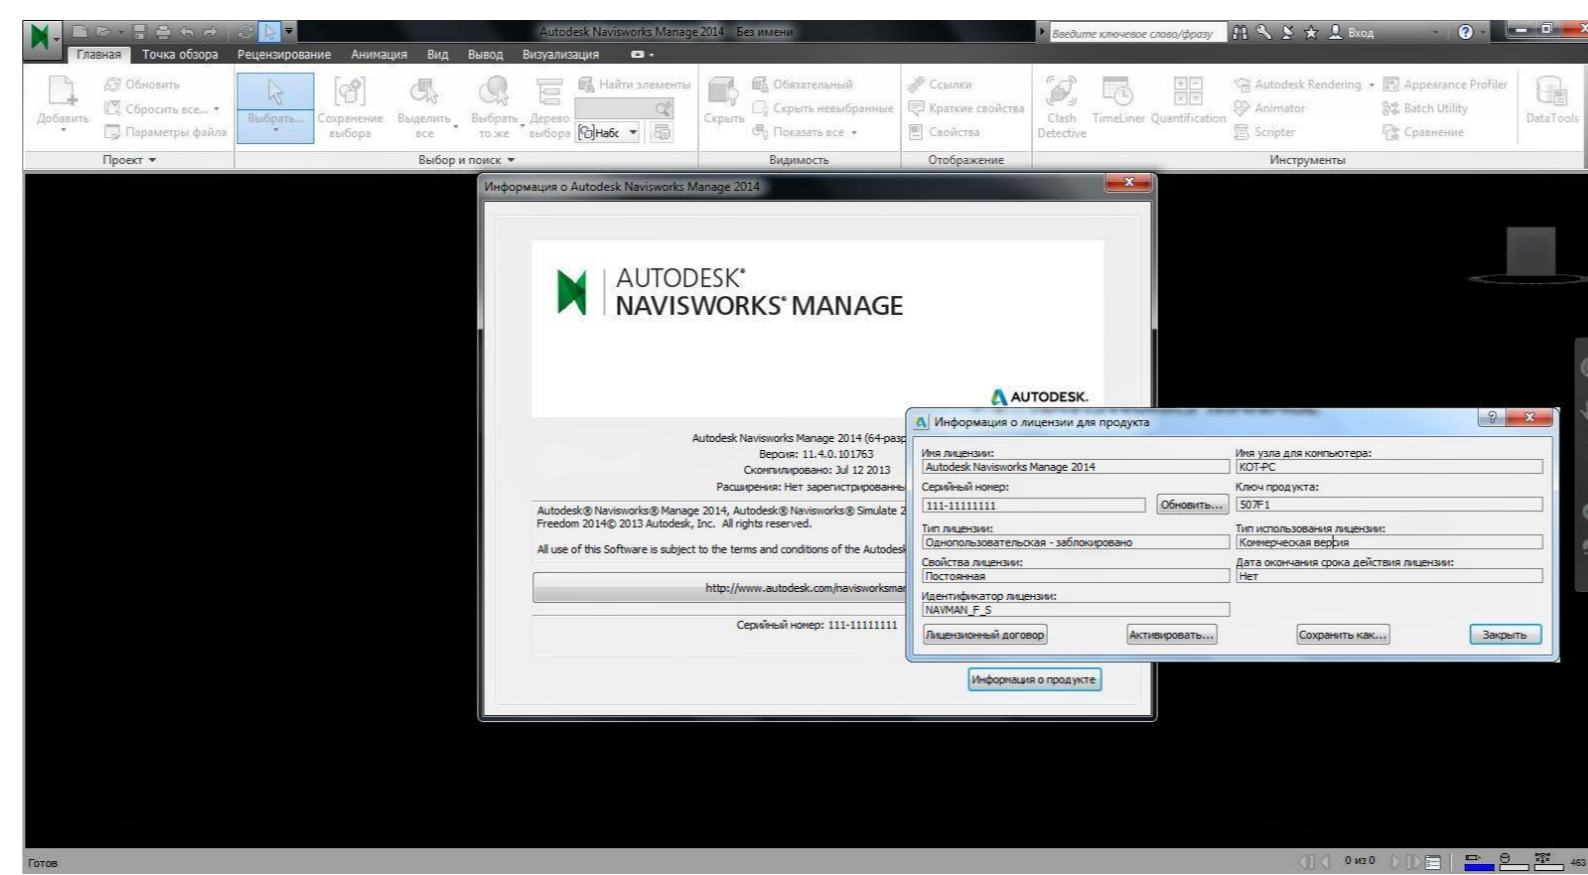 Autodesk Navisworks Manage 2014 Без имени
Введите ключевое слово/фразу
Вход
Главная Точка обзора Рецензирование Анимация Вид Вывод Визуализация
Добавить
Обновить
Сбросить все...
Параметры файла
Выбрать...
Сохранение
выбора
Выделить
все
Выбрать
то же
Дерево
выбора
Найти элементы
Набс
Скрыть
Обязательный
Скрыть невыбранные
Показать все
Ссылки
Краткие свойства
Свойства
Clash
Detective
TimeLiner
Quantification
Autodesk Rendering
Animator
Scripter
Appearance Profiler
Batch Utility
Сравнение
DataTools
Проект
Выбор и поиск
Видимость
Отображение
Инструменты
Информация о Autodesk Navisworks Manage 2014
AUTODESK®
NAVISWORKS® MANAGE
AUTODESK.
Autodesk Navisworks Manage 2014 (64-разр
Версия: 11.4.0.101763
Скомпилировано: Jul 12 2013
Расширения: Нет зарегистрированны
Autodesk® Navisworks® Manage 2014, Autodesk® Navisworks® Simulate 2
Freedom 2014© 2013 Autodesk, Inc. All rights reserved.
All use of this Software is subject to the terms and conditions of the Autodesk
http://www.autodesk.com/navisworksmar
Серийный номер: 111-11111111
Информация о продукте
Информация о лицензии для продукта
Имя лицензии:
Autodesk Navisworks Manage 2014
Имя узла для компьютера:
KOT-PC
Серийный номер:
111-11111111
Обновить...
Ключ продукта:
507F1
Тип лицензии:
Однопользовательская - заблокировано
Тип использования лицензии:
Коммерческая версия
Свойства лицензии:
Постоянная
Дата окончания срока действия лицензии:
Нет
Идентификатор лицензии:
NAVMAN_F_S
Лицензионный договор
Активировать...
Сохранить как...
Закрыть
Готов
0 из 0
463